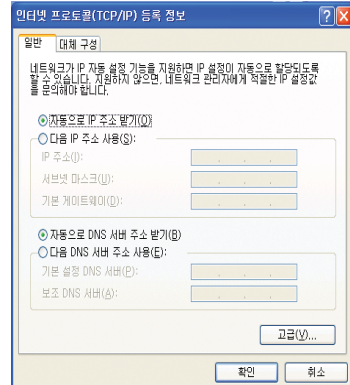 인터넷 프로토콜(TCP/IP) 등록 정보
일반 대체 구성
네트워크가 IP 자동 설정 기능을 지원하면 IP 설정이 자동으로 할당되도록
할 수 있습니다. 지원하지 않으면, 네트워크 관리자에게 적절한 IP 설정값
을 문의해야 합니다.
자동으로 IP 주소 받기(O)
다음 IP 주소 사용(S):
IP 주소(I):
서브넷 마스크(U):
기본 게이트웨이(D):
자동으로 DNS 서버 주소 받기(B)
다음 DNS 서버 주소 사용(E):
기본 설정 DNS 서버(P):
보조 DNS 서버(A):
고급(V)...
확인 취소